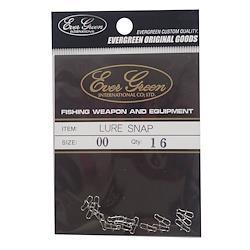 EVERGREEN CUSTOM QUALITY.
Ever Green
INTERNATIONAL
EVERGREEN ORIGINAL GOODS
Ever Green
INTERNATIONAL CO; LTD.
FISHING WEAPON AND EQUIPMENT
ITEM: LURE SNAP
SIZE: 00 Qty: 16